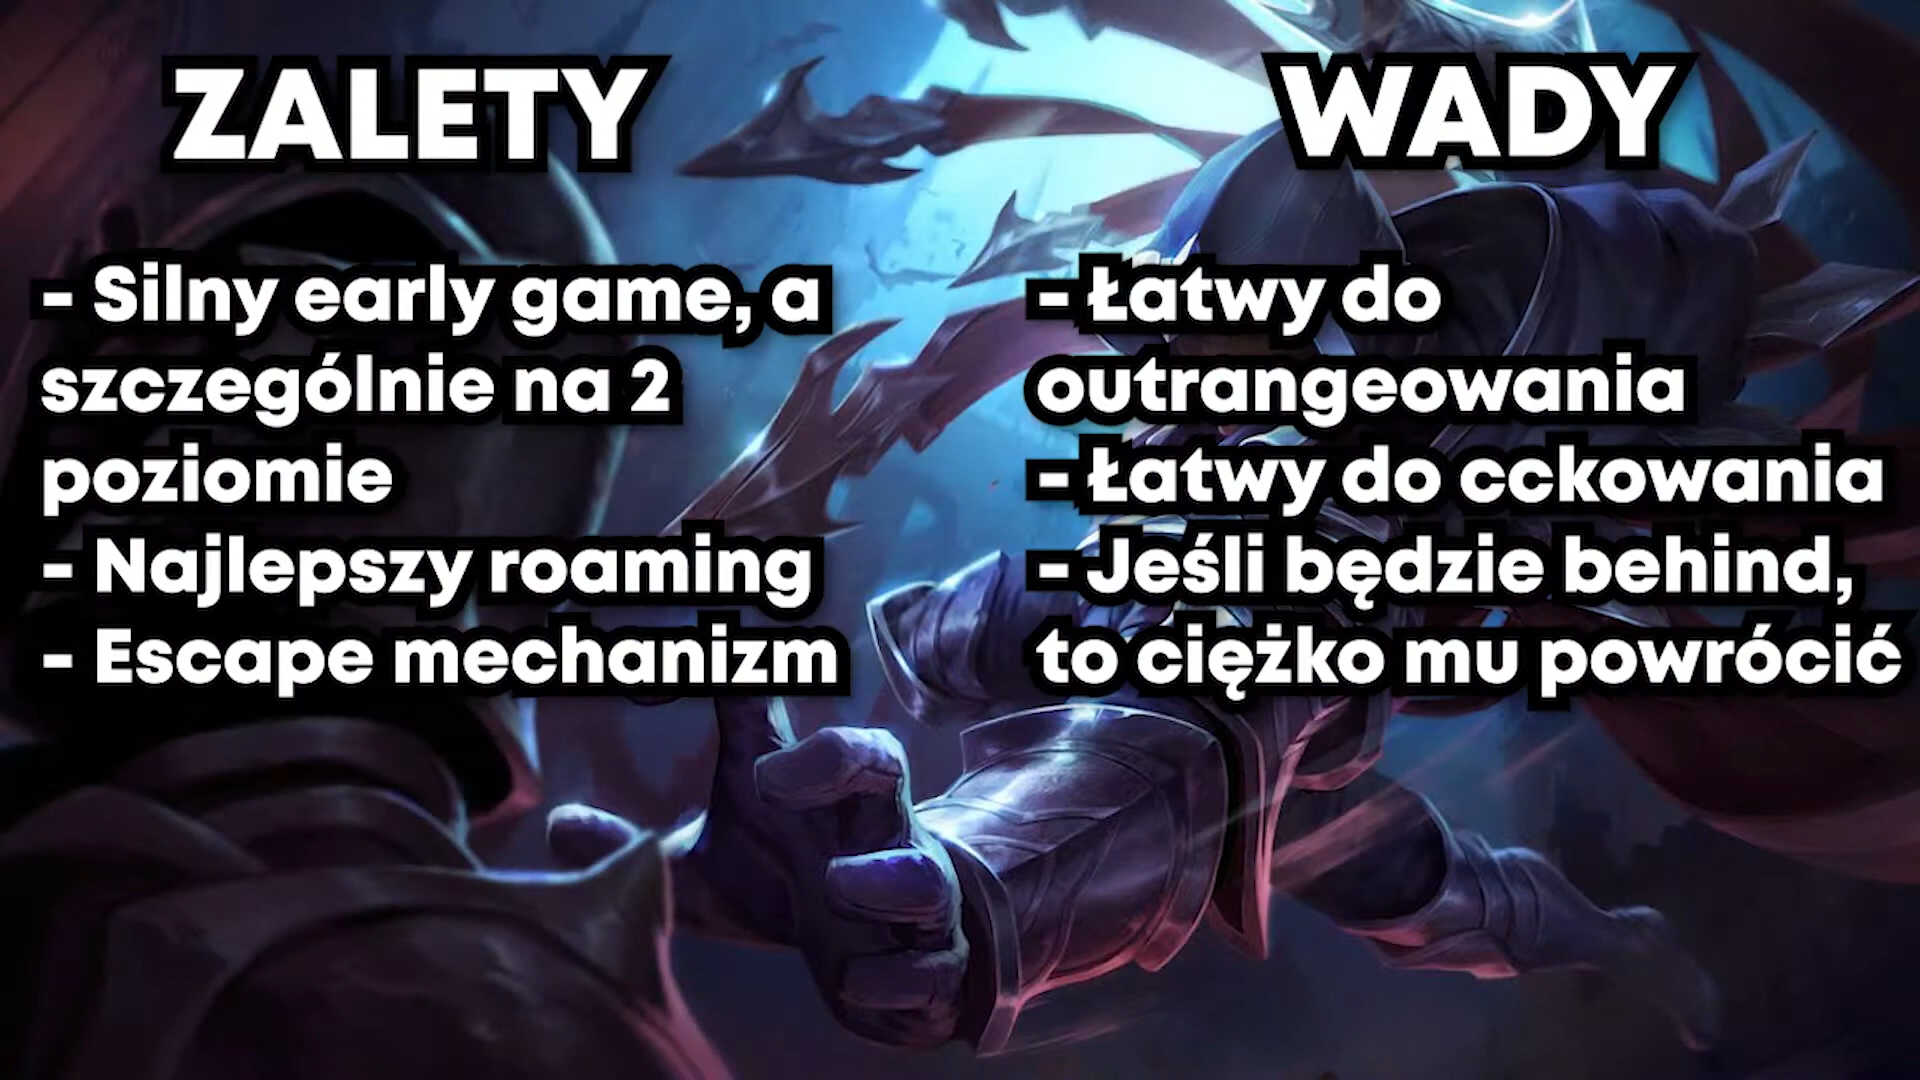 ZALETY
- Silny early game, a
szczególnie na 2
poziomie
- Najlepszy roaming
- Escape mechanizm
WADY
- Łatwy do
outrangeowania
- Łatwy do cckowania
- Jeśli będzie behind,
to ciężko mu powrócić